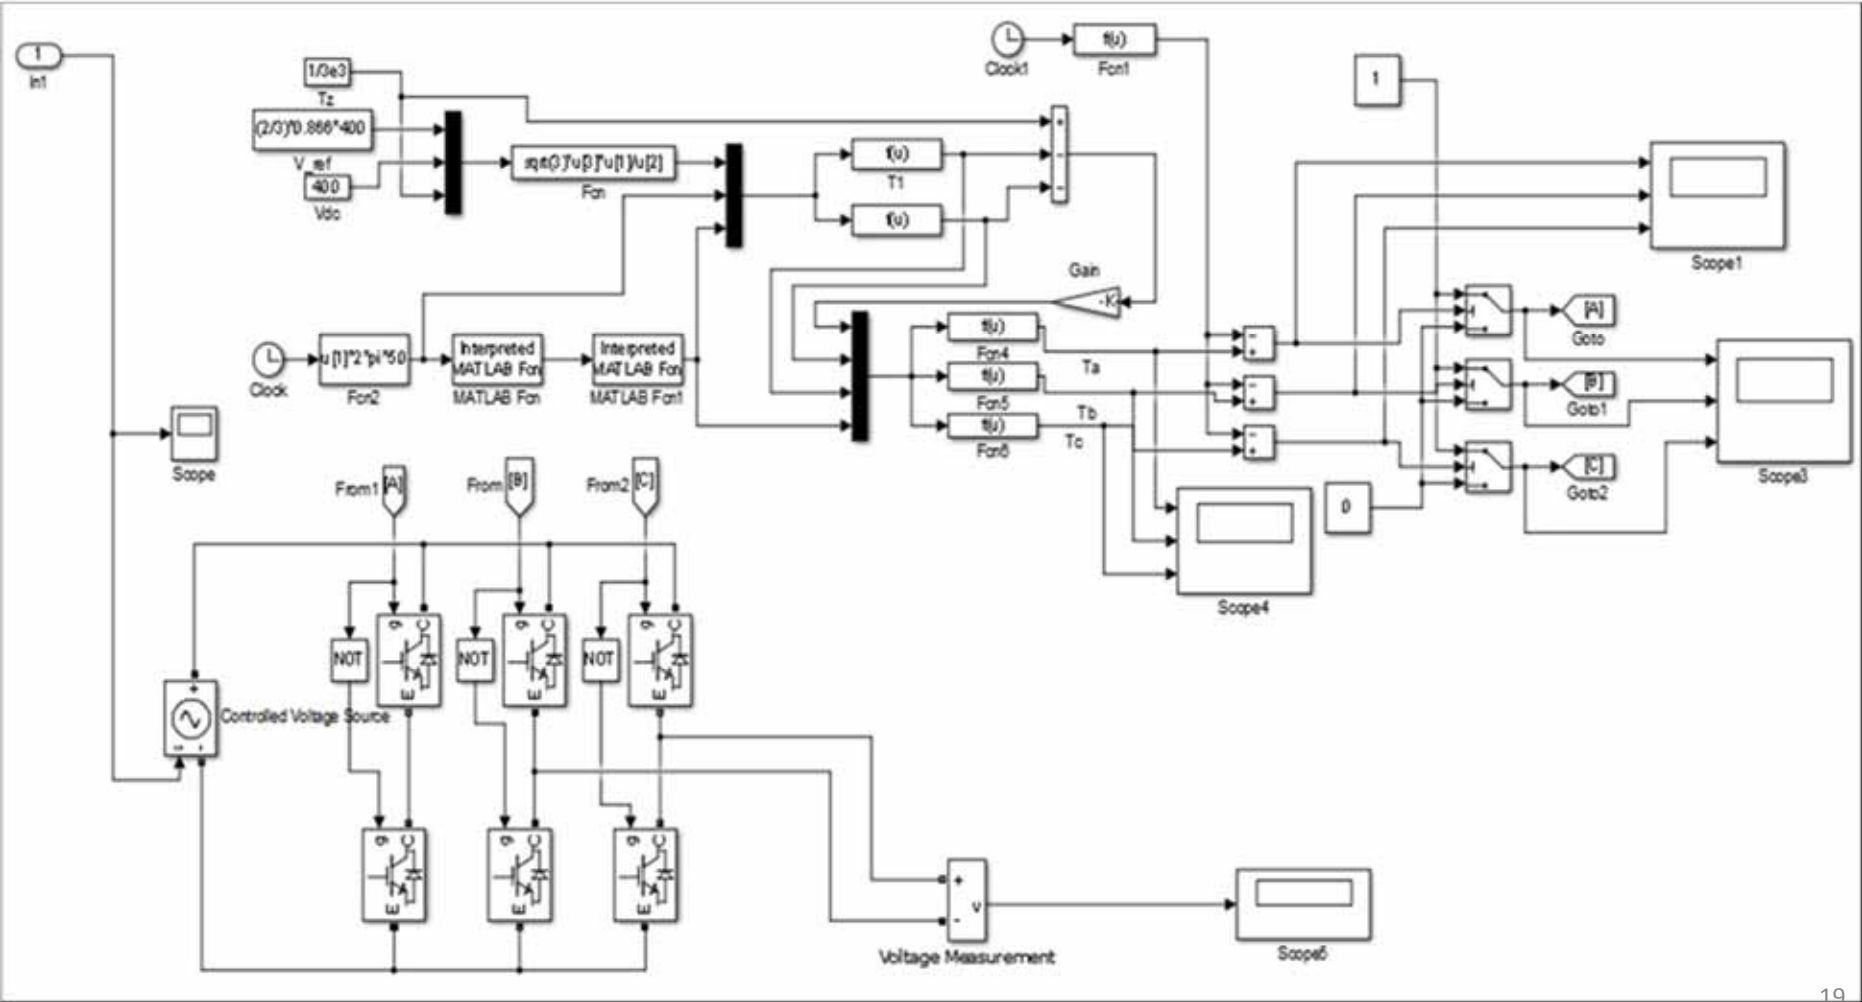 1
In1
1/3e3
Tz
(2/3)*0.866*400
V_ref
400
Vdc
sqrt(3)*u[3]*u[1]/u[2]
Fcn
Clock1
f(u)
Fcn1
f(u)
T1
f(u)
+
-
-
Gain
-K-
Clock
u[1]*2*pi*50
Fcn2
Interpreted
MATLAB Fcn
MATLAB Fcn
Interpreted
MATLAB Fcn
MATLAB Fcn1
f(u)
Fcn4
f(u)
Fcn5
f(u)
Fcn6
Ta
Tb
Tc
-
+
-
+
-
+
1
0
Scope1
[A]
Goto
[B]
Goto1
[C]
Goto2
Scope3
Scope4
Scope
From1 [A]
From [B]
From2 [C]
NOT
g C
E
NOT
g C
E
NOT
g C
E
+
s -
Controlled Voltage Source
g C
E
g C
E
g C
E
+
v
-
Voltage Measurement
Scope5
19